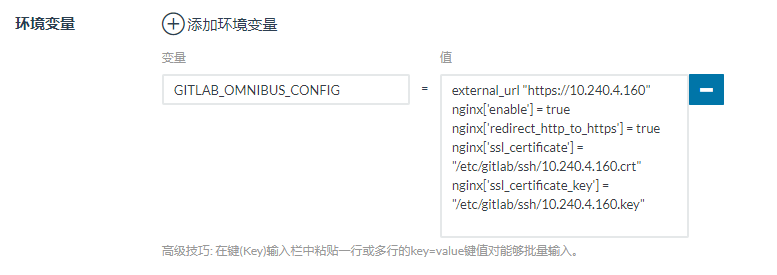 环境变量
添加环境变量
变量
值
GITLAB_OMNIBUS_CONFIG
=
external_url "https://10.240.4.160"
nginx['enable'] = true
nginx['redirect_http_to_https'] = true
nginx['ssl_certificate'] =
"/etc/gitlab/ssh/10.240.4.160.crt"
nginx['ssl_certificate_key'] =
"/etc/gitlab/ssh/10.240.4.160.key"
高级技巧: 在键(Key)输入栏中粘贴一行或多行的key=value键值对能够批量输入。